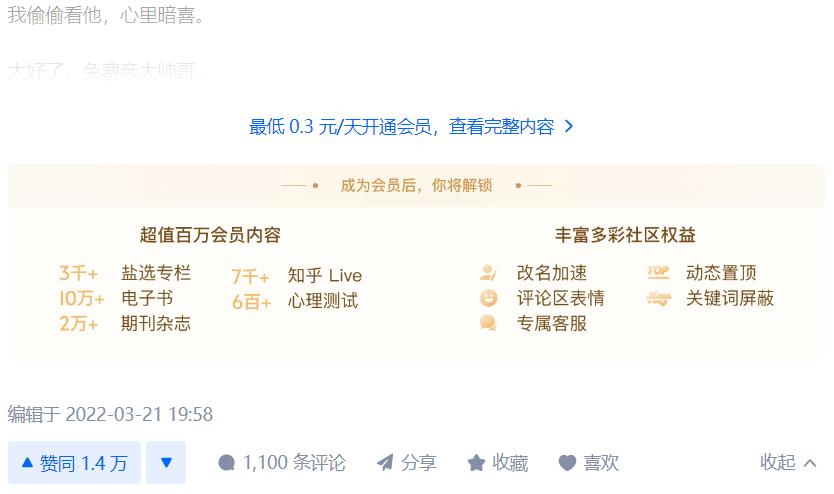 我偷偷看他，心里暗喜。
太好了，免费亲大帅哥。
最低 0.3 元/天开通会员，查看完整内容
成为会员后，你将解锁
超值百万会员内容
丰富多彩社区权益
3千+ 盐选专栏 7千+ 知乎 Live 改名加速 TOP 动态置顶
10万+ 电子书 6百+ 心理测试 评论区表情 关键词屏蔽
2万+ 期刊杂志 专属客服
编辑于 2022-03-21 19:58
赞同 1.4 万 1,100 条评论 分享 收藏 喜欢 收起